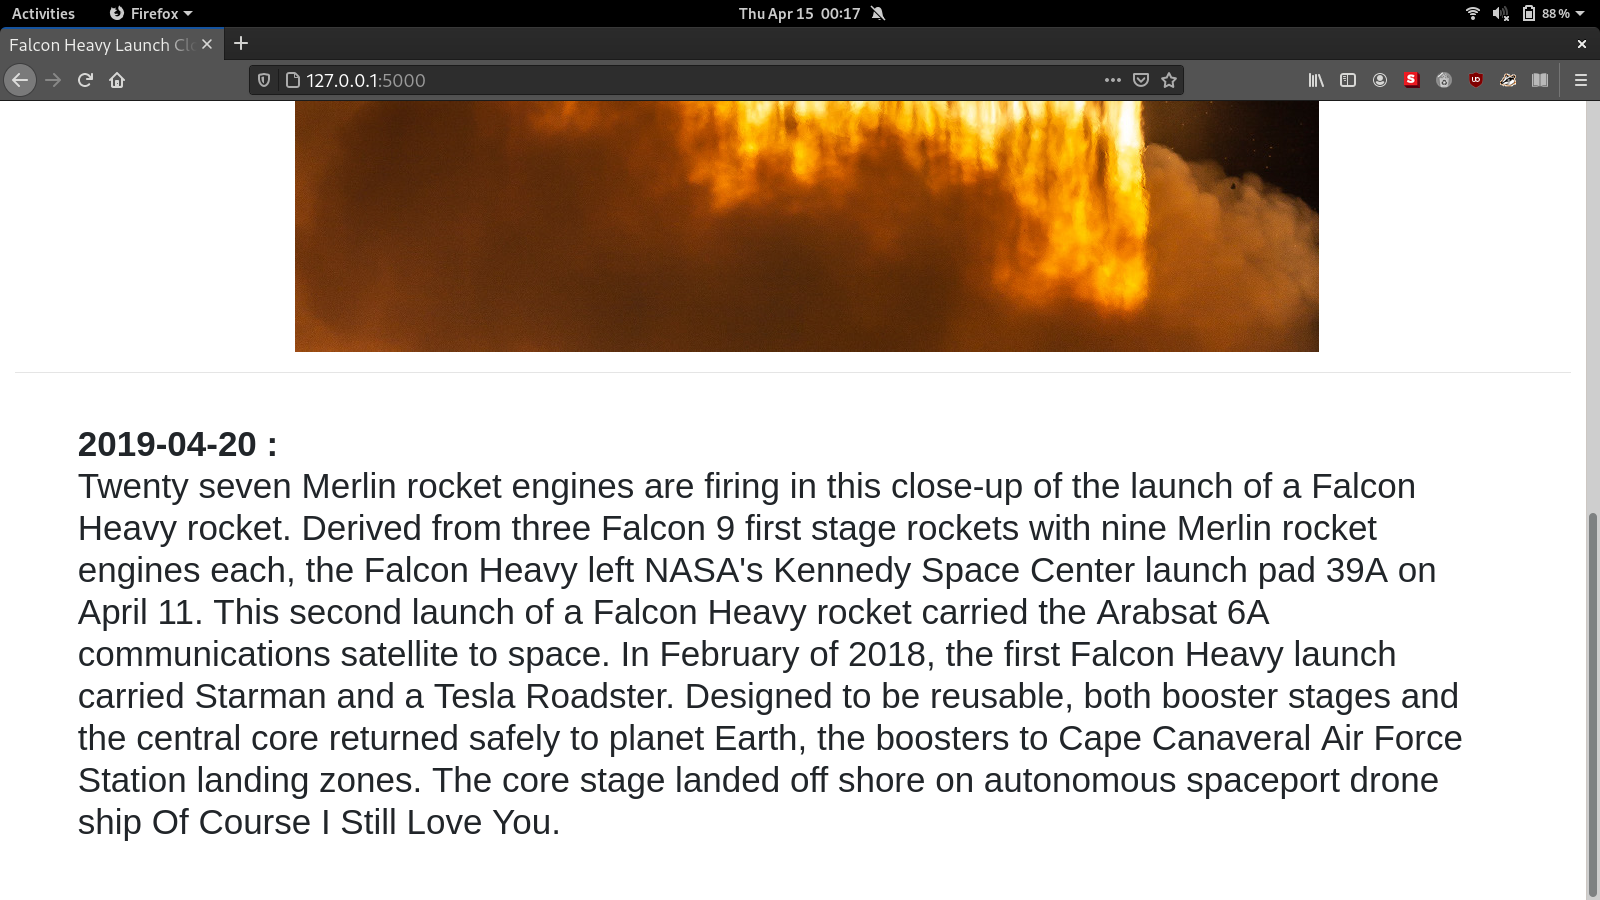 Activities Firefox Thu Apr 15 00:17 88 %
Falcon Heavy Launch Clo
127.0.0.1:5000
S
2019-04-20 :
Twenty seven Merlin rocket engines are firing in this close-up of the launch of a Falcon
Heavy rocket. Derived from three Falcon 9 first stage rockets with nine Merlin rocket
engines each, the Falcon Heavy left NASA's Kennedy Space Center launch pad 39A on
April 11. This second launch of a Falcon Heavy rocket carried the Arabsat 6A
communications satellite to space. In February of 2018, the first Falcon Heavy launch
carried Starman and a Tesla Roadster. Designed to be reusable, both booster stages and
the central core returned safely to planet Earth, the boosters to Cape Canaveral Air Force
Station landing zones. The core stage landed off shore on autonomous spaceport drone
ship Of Course I Still Love You.